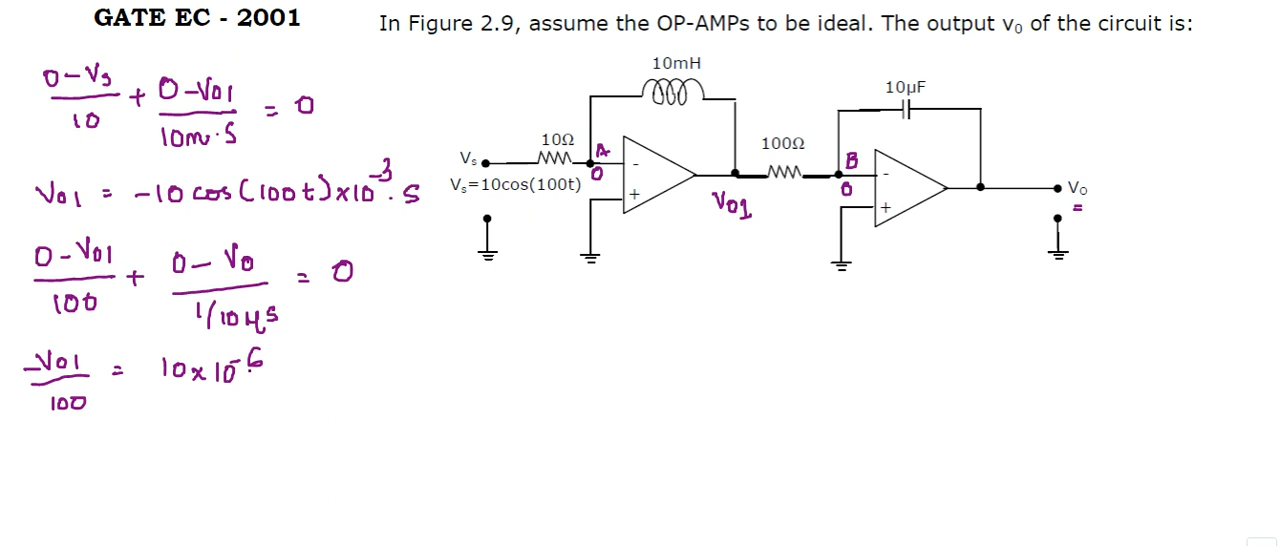 GATE EC - 2001
In Figure 2.9, assume the OP-AMPs to be ideal. The output v₀ of the circuit is:
(0-Vs)/10 + (0-V01)/(10m·S) = 0
V01 = -10 cos(100t)×10⁻³·S
(0-V01)/100 + (0-V0)/(1/10μS) = 0
-V01/100 = 10×10⁻⁶
10mH
10μF
10Ω
100Ω
A
B
Vs
-
-
0
0
Vs=10cos(100t)
+
+
V01
Vo
=